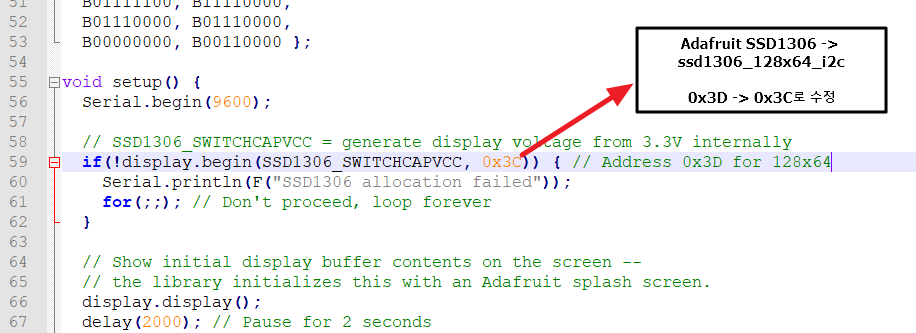 51 B01111100, B11110000,
52 B01110000, B01110000,
53 B00000000, B00110000 };
54
55 void setup() {
56 Serial.begin(9600);
57
58 // SSD1306_SWITCHCAPVCC = generate display voltage from 3.3V internally
59 if(!display.begin(SSD1306_SWITCHCAPVCC, 0x3C)) { // Address 0x3D for 128x64
60 Serial.println(F("SSD1306 allocation failed"));
61 for(;;); // Don't proceed, loop forever
62 }
63
64 // Show initial display buffer contents on the screen --
65 // the library initializes this with an Adafruit splash screen.
66 display.display();
67 delay(2000); // Pause for 2 seconds
Adafruit SSD1306 ->
ssd1306_128x64_i2c
0x3D -> 0x3C로 수정